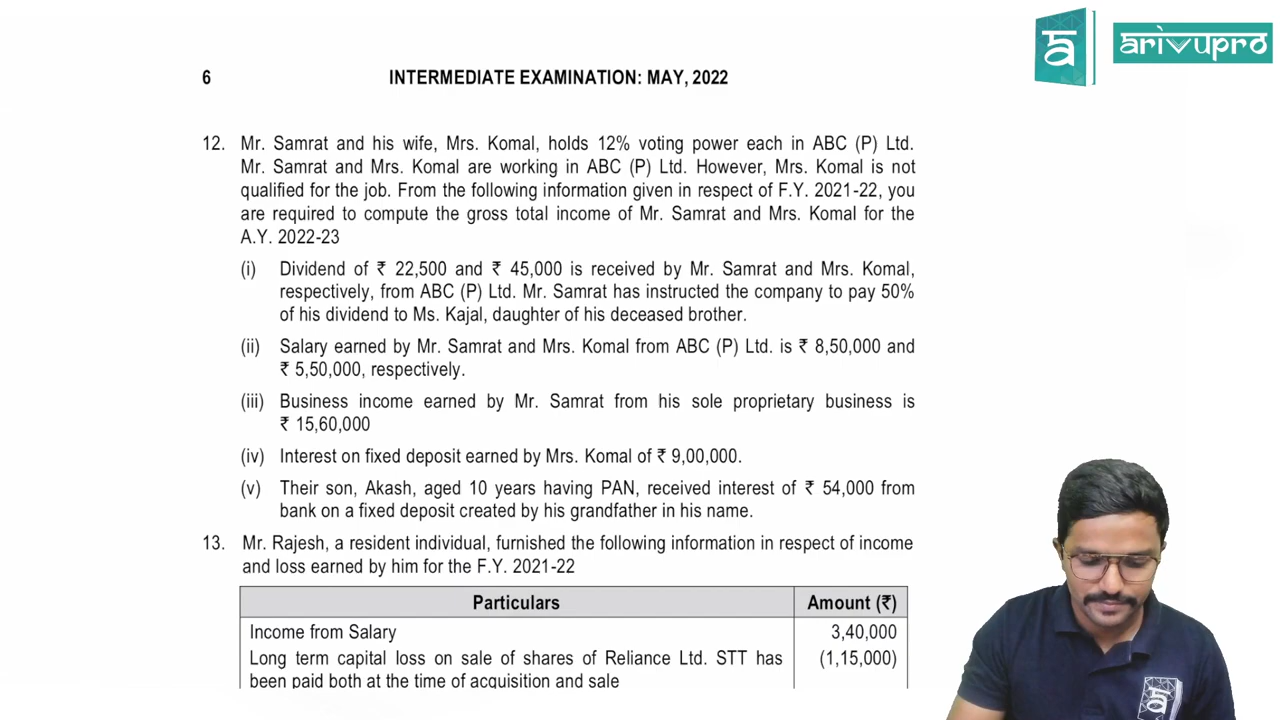 arivupro
6 INTERMEDIATE EXAMINATION: MAY, 2022
12. Mr. Samrat and his wife, Mrs. Komal, holds 12% voting power each in ABC (P) Ltd.
Mr. Samrat and Mrs. Komal are working in ABC (P) Ltd. However, Mrs. Komal is not
qualified for the job. From the following information given in respect of F.Y. 2021-22, you
are required to compute the gross total income of Mr. Samrat and Mrs. Komal for the
A.Y. 2022-23
(i) Dividend of ₹ 22,500 and ₹ 45,000 is received by Mr. Samrat and Mrs. Komal,
respectively, from ABC (P) Ltd. Mr. Samrat has instructed the company to pay 50%
of his dividend to Ms. Kajal, daughter of his deceased brother.
(ii) Salary earned by Mr. Samrat and Mrs. Komal from ABC (P) Ltd. is ₹ 8,50,000 and
₹ 5,50,000, respectively.
(iii) Business income earned by Mr. Samrat from his sole proprietary business is
₹ 15,60,000
(iv) Interest on fixed deposit earned by Mrs. Komal of ₹ 9,00,000.
(v) Their son, Akash, aged 10 years having PAN, received interest of ₹ 54,000 from
bank on a fixed deposit created by his grandfather in his name.
13. Mr. Rajesh, a resident individual, furnished the following information in respect of income
and loss earned by him for the F.Y. 2021-22
Particulars Amount (₹)
Income from Salary 3,40,000
Long term capital loss on sale of shares of Reliance Ltd. STT has (1,15,000)
been paid both at the time of acquisition and sale